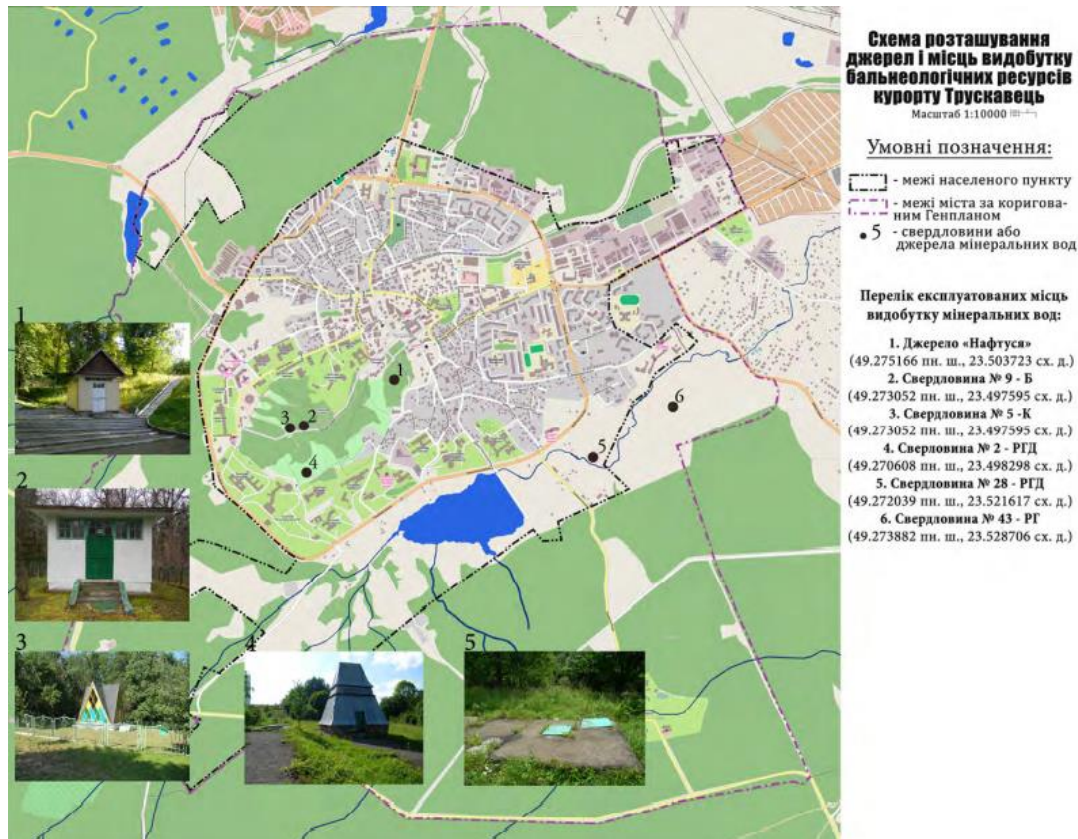 Схема розташування
джерел і місць видобутку
бальнеологічних ресурсів
курорту Трускавець
Масштаб 1:10000
Умовні позначення:
- межі населеного пункту
- межі міста за коригова-
ним Генпланом
5 - свердловини або
джерела мінеральних вод
Перелік експлуатованих місць
видобутку мінеральних вод:
1. Джерело «Нафтуся»
(49.275166 пн. ш., 23.503723 сх. д.)
2. Свердловина № 9 - Б
(49.273052 пн. ш., 23.497595 сх. д.)
3. Свердловина № 5 -К
(49.273052 пн. ш., 23.497595 сх. д.)
4. Сверловина № 2 - РГД
(49.270608 пн. ш., 23.498298 сх. д.)
5. Свердловина № 28 - РГД
(49.272039 пн. ш., 23.521617 сх. д.)
6. Свердловина № 43 - РГ
(49.273882 пн. ш., 23.528706 сх. д.)
1
3 2
4
5
6
1
2
3
4
5